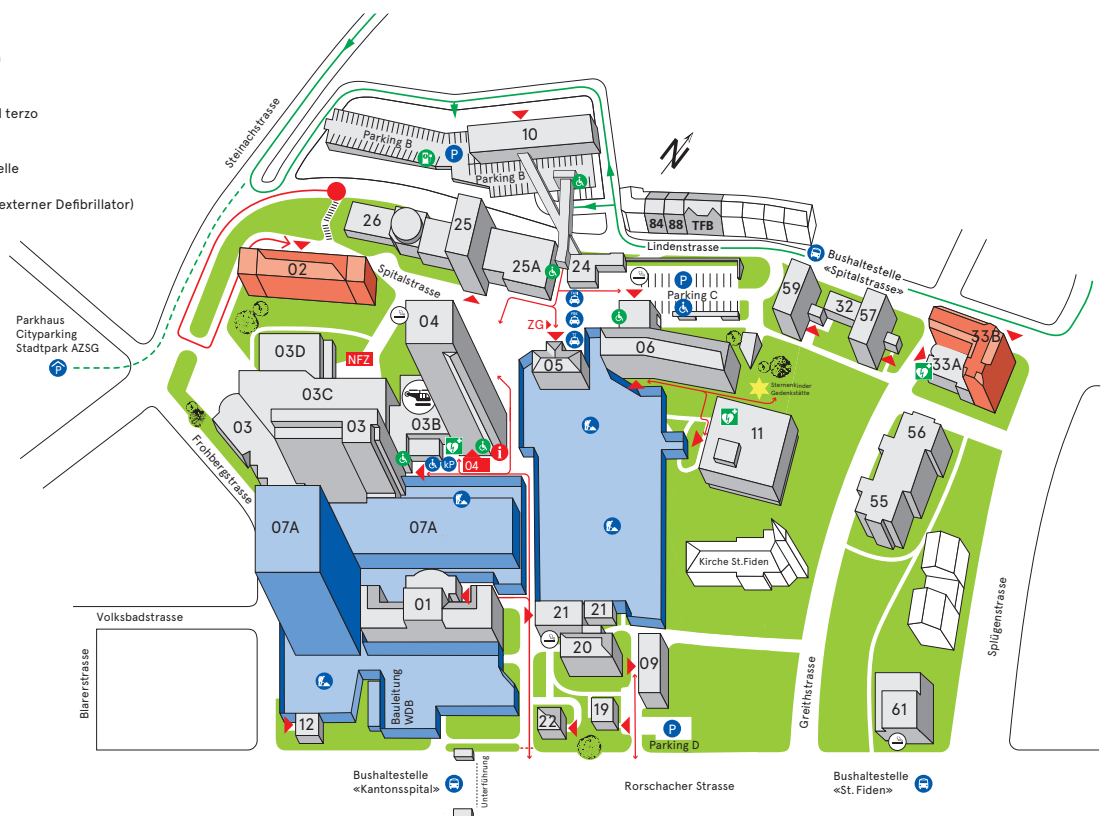 l terzo
elle
externer Defibrillator)
Steinachstrasse
Parking B
P
10
Parking B
N
84
88
TFB
Lindenstrasse
Bushaltestelle
«Spitalstrasse»
26
25
25A
24
02
Spitalstrasse
P
Parking C
59
32
57
33B
33A
Parkhaus
Cityparking
Stadtpark AZSG
P
04
ZG
05
06
03D
NFZ
03C
03
03
03B
Sternenkinder
Gedenkstätte
11
56
55
kP
04
i
Frohbergstrasse
07A
07A
Kirche St.Fiden
01
21
21
20
09
Volksbadstrasse
Blarerstrasse
Bauleitung
WDB
12
22
19
P
Parking D
Greithstrasse
Splügenstrasse
61
Unterführung
Bushaltestelle
«Kantonsspital»
Rorschacher Strasse
Bushaltestelle
«St. Fiden»